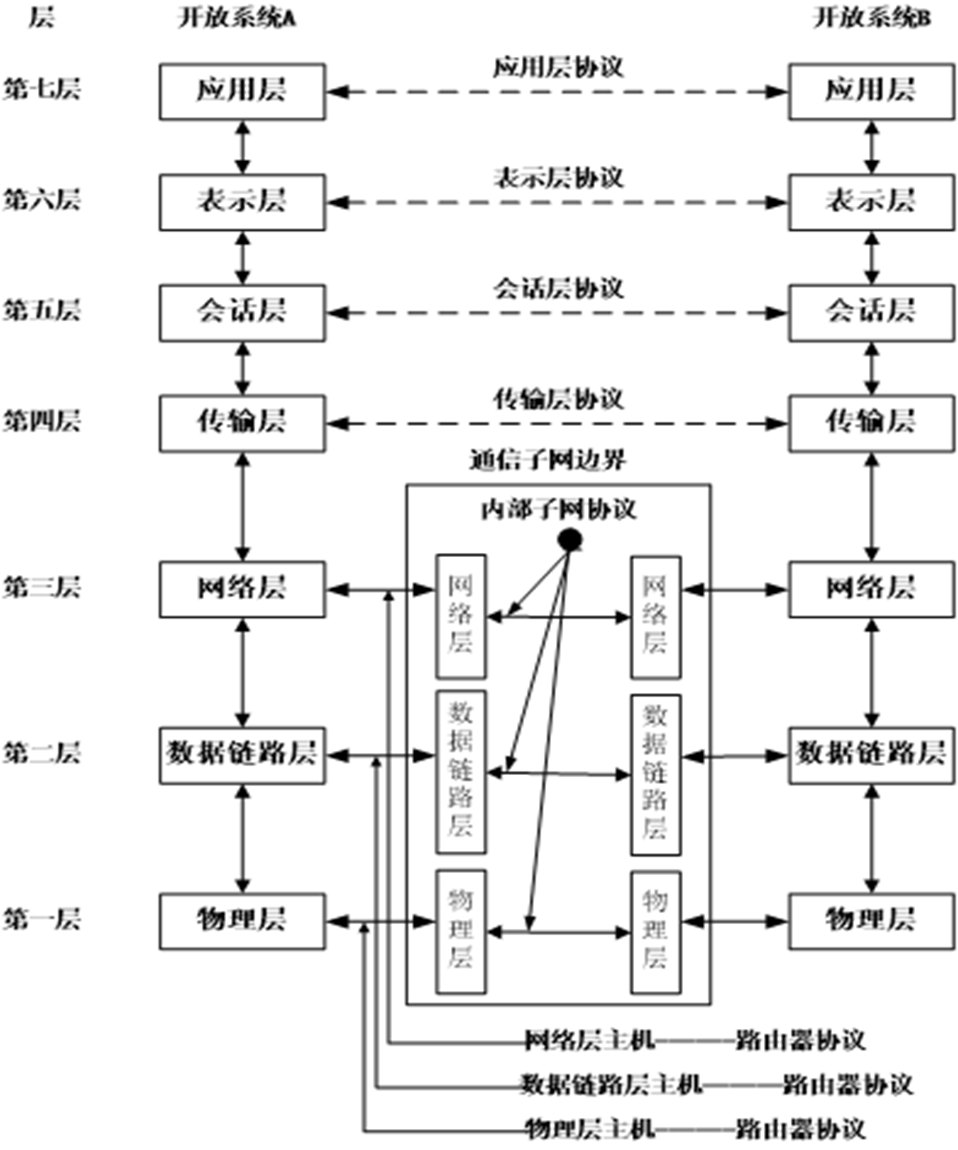 层 开放系统A 开放系统B
应用层协议
第七层 应用层 应用层
表示层协议
第六层 表示层 表示层
会话层协议
第五层 会话层 会话层
传输层协议
第四层 传输层 传输层
通信子网边界
内部子网协议
第三层 网络层 网络层 网络层 网络层
第二层 数据链路层 数据链路层 数据链路层 数据链路层
第一层 物理层 物理层 物理层 物理层
网络层主机————路由器协议
数据链路层主机————路由器协议
物理层主机————路由器协议